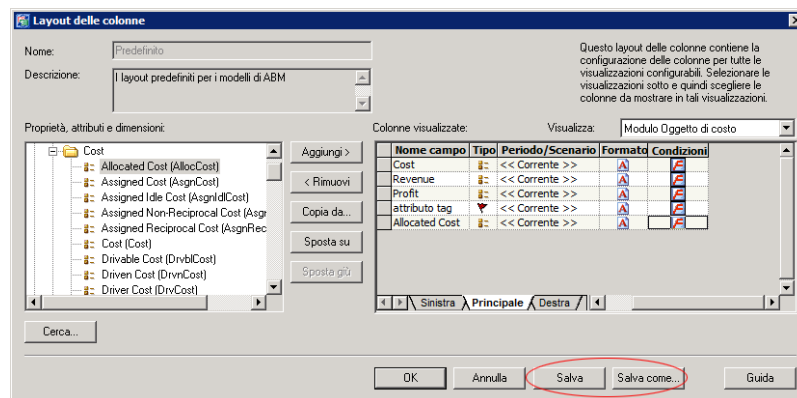 Layout delle colonne
Nome:
Predefinito
Descrizione:
I layout predefiniti per i modelli di ABM
Questo layout delle colonne contiene la
configurazione delle colonne per tutte le
visualizzazioni configurabili. Selezionare le
visualizzazioni sotto e quindi scegliere le
colonne da mostrare in tali visualizzazioni.
Proprietà, attributi e dimensioni:
Colonne visualizzate:
Visualizza:
Modulo Oggetto di costo
Cost
Allocated Cost (AllocCost)
Assigned Cost (AsgnCost)
Assigned Idle Cost (AsgnIdlCost)
Assigned Non-Reciprocal Cost (Asgr
Assigned Reciprocal Cost (AsgnRec
Cost (Cost)
Drivable Cost (DrvblCost)
Driven Cost (DrvnCost)
Driver Cost (DrvCost)
Aggiungi >
< Rimuovi
Copia da...
Sposta su
Sposta giù
Nome campo Tipo Periodo/Scenario Formato Condizioni
Cost << Corrente >>
Revenue << Corrente >>
Profit << Corrente >>
attributo tag << Corrente >>
Allocated Cost << Corrente >>
Sinistra Principale Destra
Cerca...
OK
Annulla
Salva
Salva come...
Guida